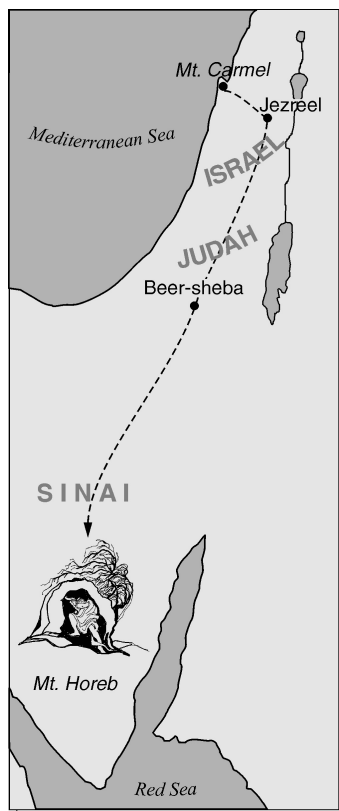 Mt. Carmel
Jezreel
Mediterranean Sea
ISRAEL
JUDAH
Beer-sheba
SINAI
Mt. Horeb
Red Sea